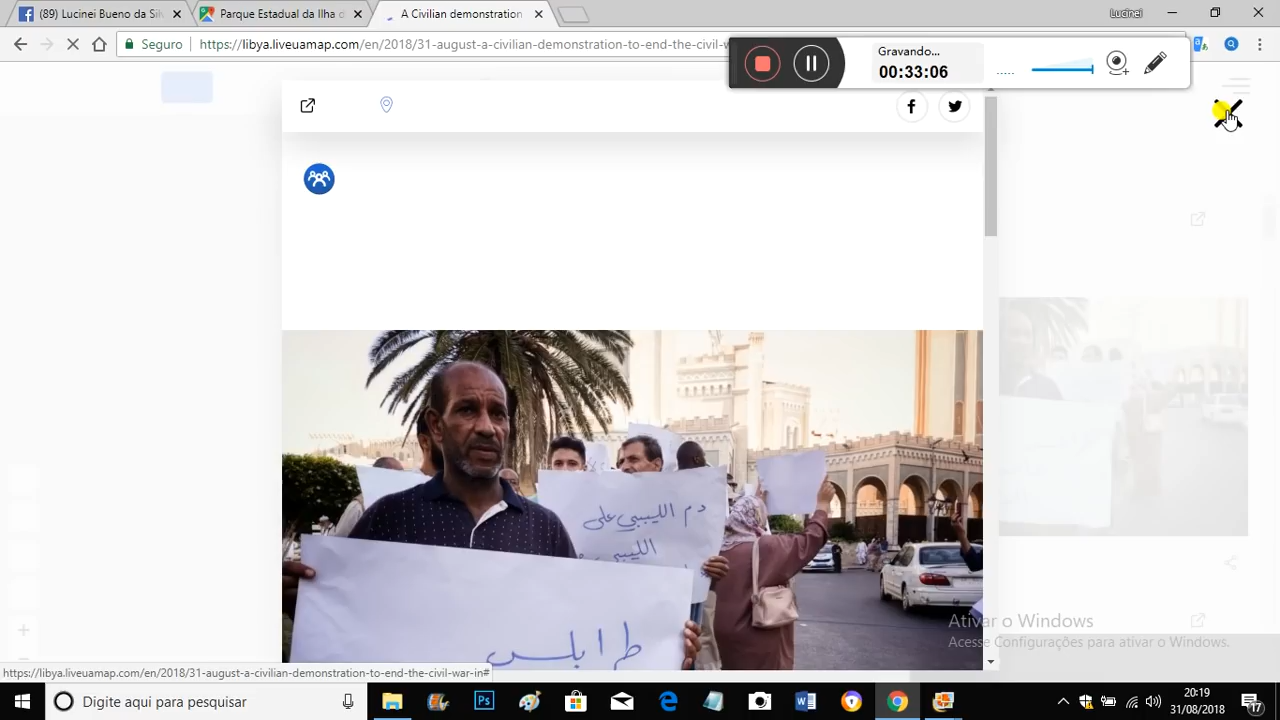 (89) Lucinei Bueno da Silva
Parque Estadual da Ilha d
A Civilian demonstration
Lucinei
Seguro
https://libya.liveuamap.com/en/2018/31-august-a-civilian-demonstration-to-end-the-civil-w
Gravando...
00:33:06
دم الليبي على
الليبي
طرابلس
Ativar o Windows
Acesse Configurações para ativar o Windows.
https://libya.liveuamap.com/en/2018/31-august-a-civilian-demonstration-to-end-the-civil-war-in#
Digite aqui para pesquisar
20:19
31/08/2018
17